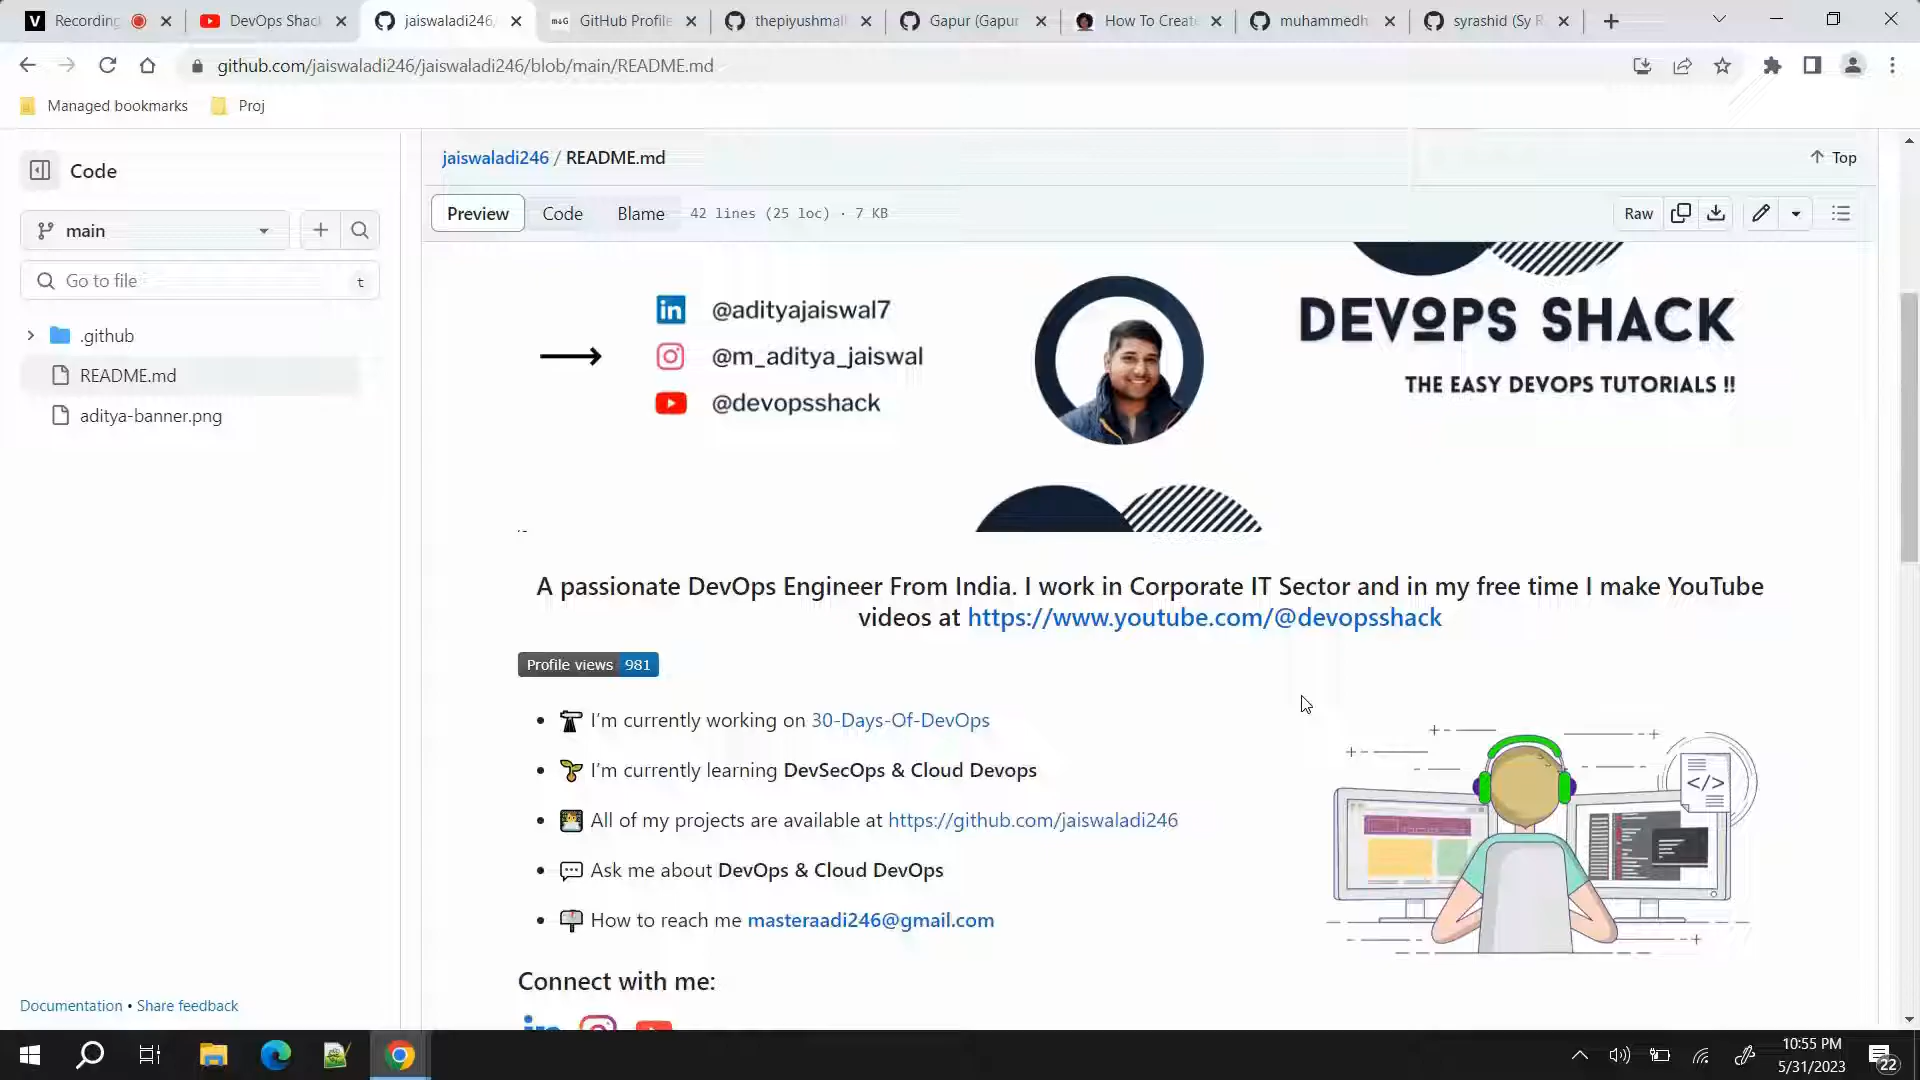 Recording
DevOps Shac
jaiswaladi246
GitHub Profile
thepiyushmal
Gapur (Gapur
How To Create
muhammedh
syrashid (Sy R
github.com/jaiswaladi246/jaiswaladi246/blob/main/README.md
Managed bookmarks
Proj
Code
jaiswaladi246 / README.md
Top
main
Preview
Code
Blame
42 lines (25 loc) · 7 KB
Raw
Go to file
t
.github
README.md
aditya-banner.png
@adityajaiswal7
@m_aditya_jaiswal
@devopsshack
DEVOPS SHACK
THE EASY DEVOPS TUTORIALS !!
A passionate DevOps Engineer From India. I work in Corporate IT Sector and in my free time I make YouTube
videos at https://www.youtube.com/@devopsshack
Profile views 981
I’m currently working on 30-Days-Of-DevOps
I’m currently learning DevSecOps & Cloud Devops
All of my projects are available at https://github.com/jaiswaladi246
Ask me about DevOps & Cloud DevOps
How to reach me masteraadi246@gmail.com
</>
Connect with me:
Documentation • Share feedback
10:55 PM
5/31/2023
22